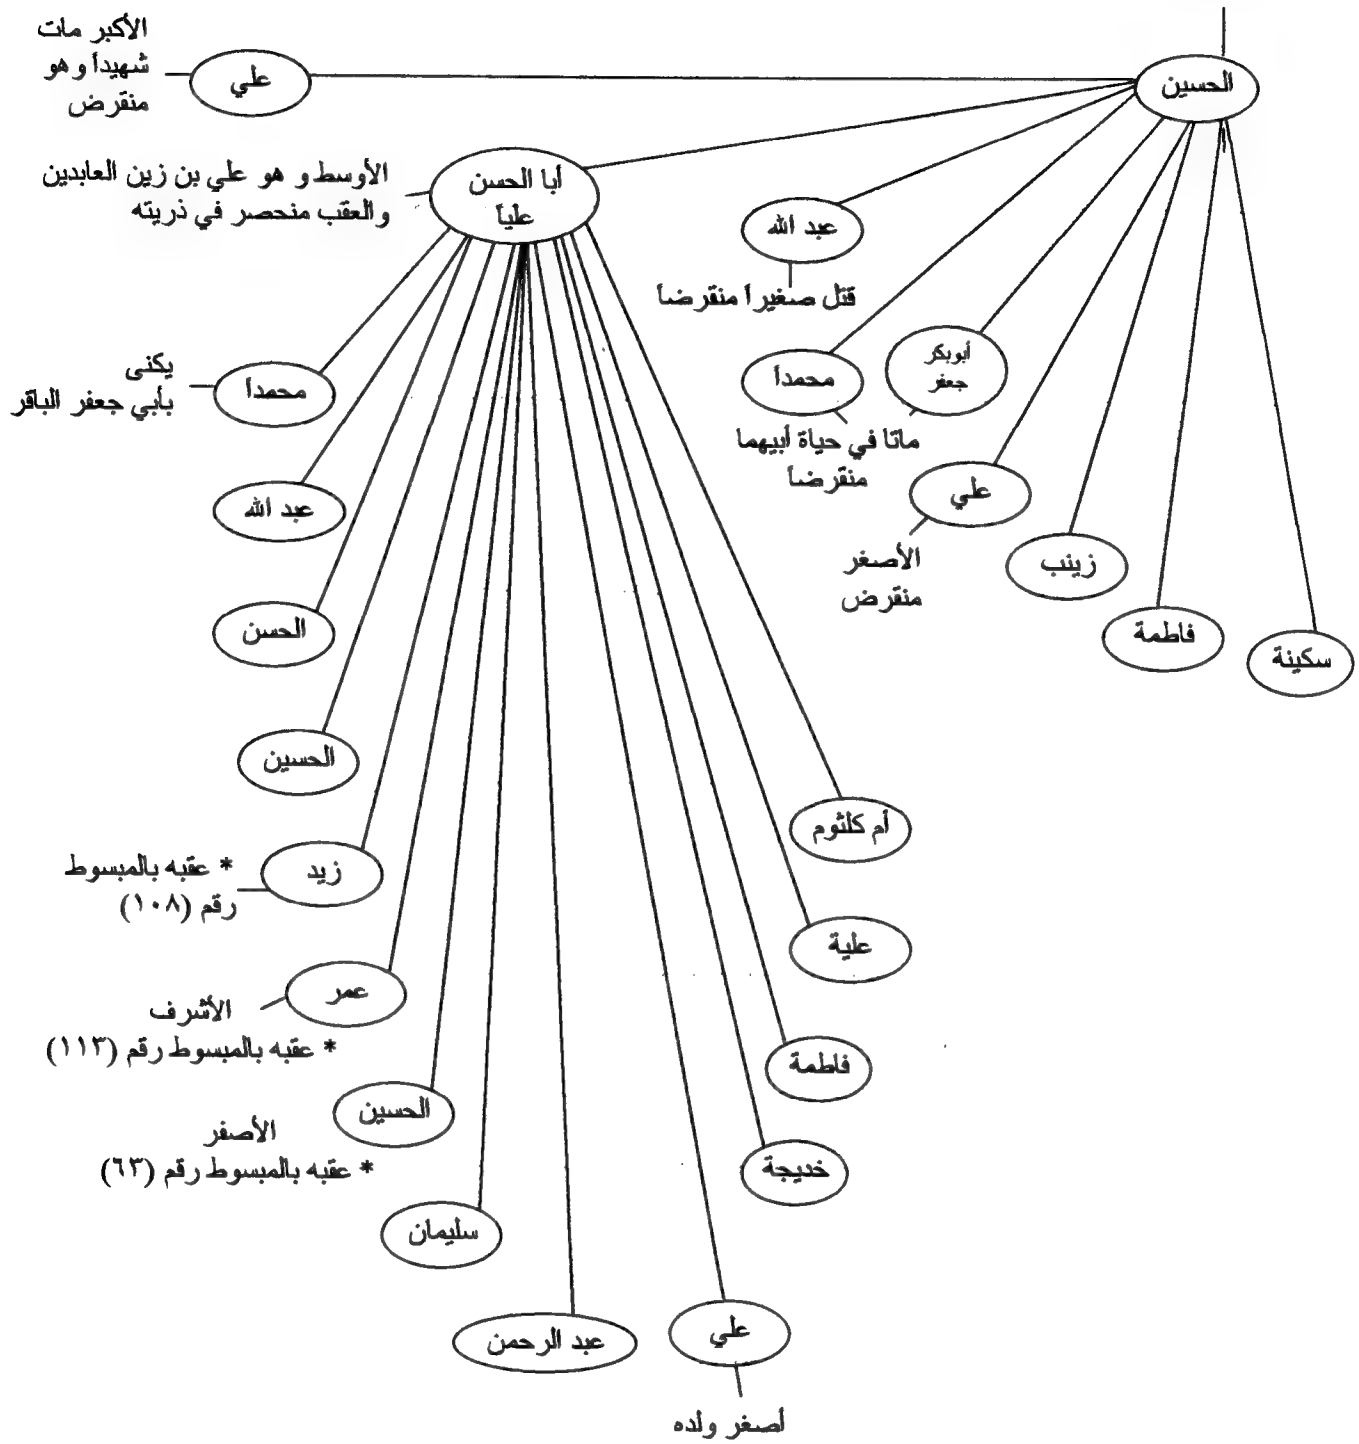 الحسين
علي
الأكبر مات
شهيداً و هو
منقرض
أبا الحسن
علياً
الأوسط و هو علي بن زين العابدين
والعقب منحصر في ذريته
عبد الله
قتل صغيراً منقرضاً
محمداً
أبوبكر
جعفر
ماتا في حياة أبيهما
منقرضاً
علي
الأصغر
منقرض
زينب
فاطمة
سكينة
محمداً
يكنى
بأبي جعفر الباقر
عبد الله
الحسن
الحسين
زيد
* عقبه بالمبسوط
رقم (١٠٨)
عمر
الأشرف
* عقبه بالمبسوط رقم (١١٣)
الحسين
الأصفر
* عقبه بالمبسوط رقم (٦٣)
سليمان
عبد الرحمن
علي
أصغر ولده
خديجة
فاطمة
علية
أم كلثوم